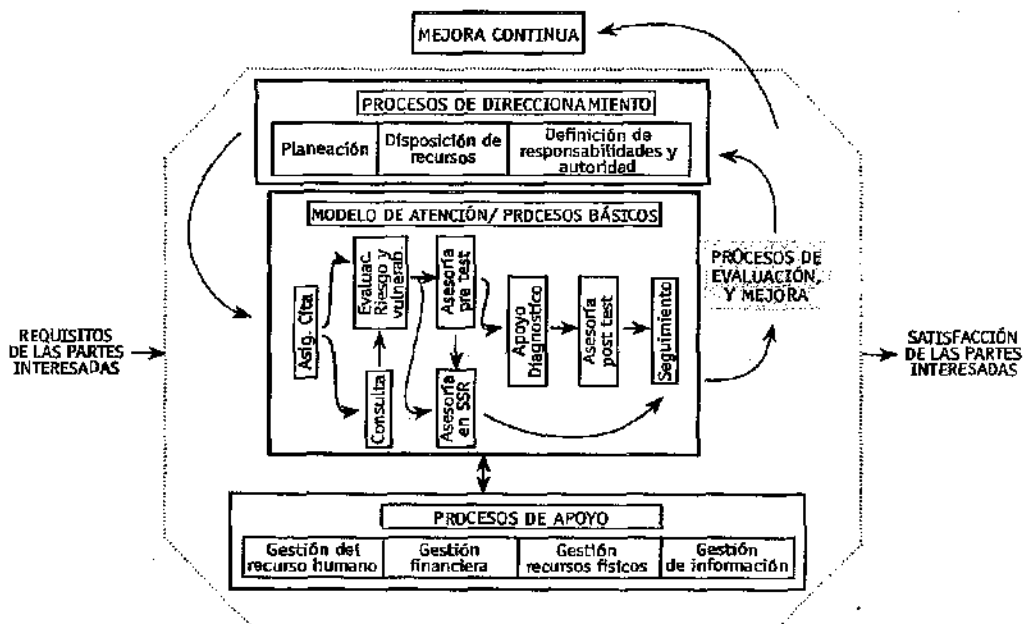 MEJORA CONTINUA
PROCESOS DE DIRECCIONAMIENTO
Planeación
Disposición de
recursos
Definición de
responsabilidades y
autoridad
MODELO DE ATENCIÓN/ PROCESOS BÁSICOS
Asig. Cita
Evaluac.
Riesgo y
vulnerab.
Consulta
Asesoría
pre test
Asesoría
en SSR
Apoyo
Diagnostico
Asesoría
post test
Seguimiento
PROCESOS DE
EVALUACIÓN,
Y MEJORA
REQUISITOS
DE LAS PARTES
INTERESADAS
SATISFACCIÓN
DE LAS PARTES
INTERESADAS
PROCESOS DE APOYO
Gestión del
recurso humano
Gestión
financiera
Gestión
recursos físicos
Gestión
de información